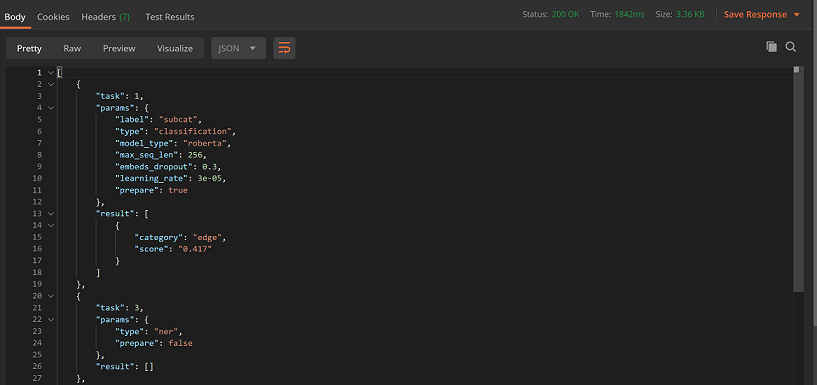 Body Cookies Headers (7) Test Results Status: 200 OK Time: 1842ms Size: 3.36 KB Save Response
Pretty Raw Preview Visualize JSON
1 [
2 {
3 "task": 1,
4 "params": {
5 "label": "subcat",
6 "type": "classification",
7 "model_type": "roberta",
8 "max_seq_len": 256,
9 "embeds_dropout": 0.3,
10 "learning_rate": 3e-05,
11 "prepare": true
12 },
13 "result": [
14 {
15 "category": "edge",
16 "score": "0.417"
17 }
18 ]
19 },
20 {
21 "task": 3,
22 "params": {
23 "type": "ner",
24 "prepare": false
25 },
26 "result": []
27 },